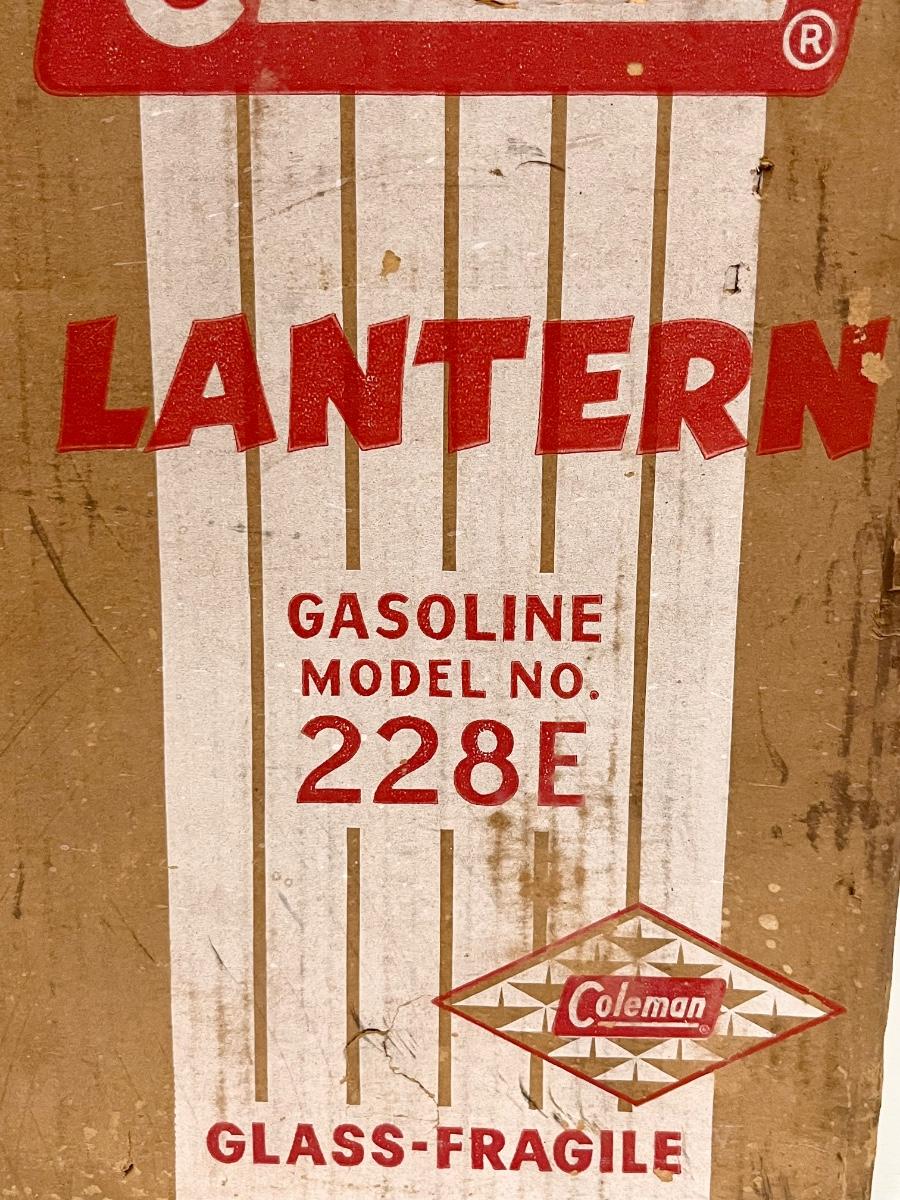 ®
LANTERN
GASOLINE
MODEL NO.
228E
Coleman®
GLASS-FRAGILE